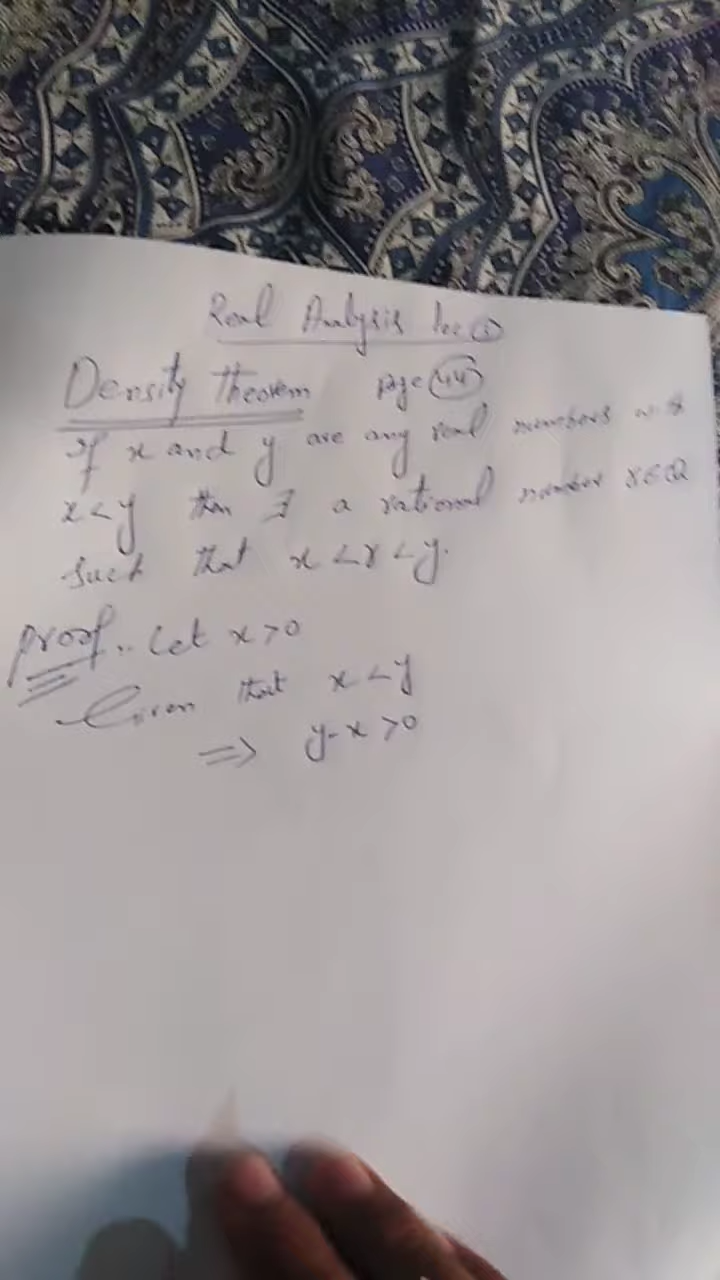 Real Analysis lec ①
Density Theorem page 44
If x and y are any real numbers with
x<y then ∃ a rational number r∈Q
such that x<r<y.
Proof.. Let x>0
Given that x<y
⇒ y-x>0